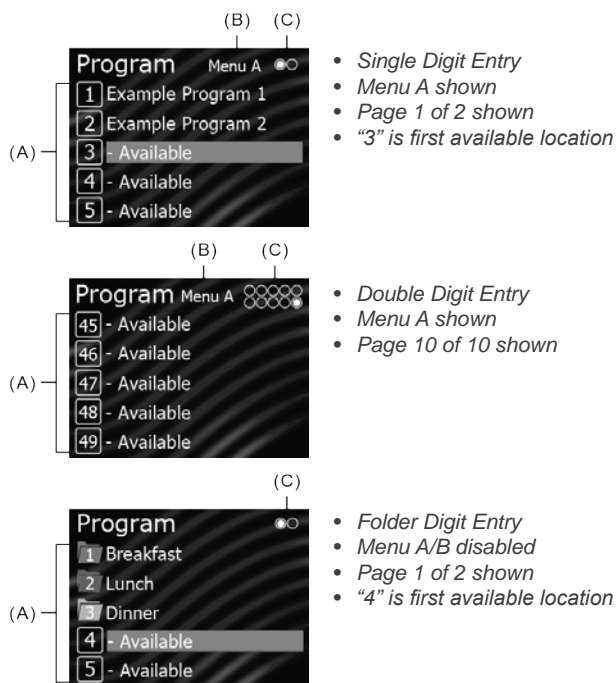 (B) (C)
Program Menu A
1 Example Program 1
2 Example Program 2
(A) 3 - Available
4 - Available
5 - Available
• Single Digit Entry
• Menu A shown
• Page 1 of 2 shown
• “3” is first available location
(B) (C)
Program Menu A
45 - Available
46 - Available
(A) 47 - Available
48 - Available
49 - Available
• Double Digit Entry
• Menu A shown
• Page 10 of 10 shown
(C)
Program
1 Breakfast
2 Lunch
(A) 3 Dinner
4 - Available
5 - Available
• Folder Digit Entry
• Menu A/B disabled
• Page 1 of 2 shown
• “4” is first available location